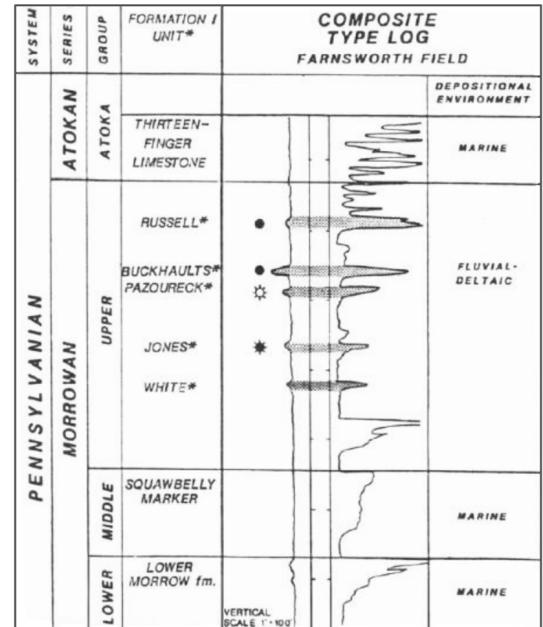 SYSTEM
SERIES
GROUP
FORMATION /
UNIT*
COMPOSITE
TYPE LOG
FARNSWORTH FIELD
DEPOSITIONAL
ENVIRONMENT
PENNSYLVANIAN
ATOKAN
ATOKA
THIRTEEN-
FINGER
LIMESTONE
MARINE
MORROWAN
UPPER
RUSSELL*
BUCKHAULTS*
PAZOURECK*
JONES*
WHITE*
FLUVIAL-
DELTAIC
MIDDLE
SQUAWBELLY
MARKER
MARINE
LOWER
LOWER
MORROW fm.
MARINE
VERTICAL
SCALE 1"=100'